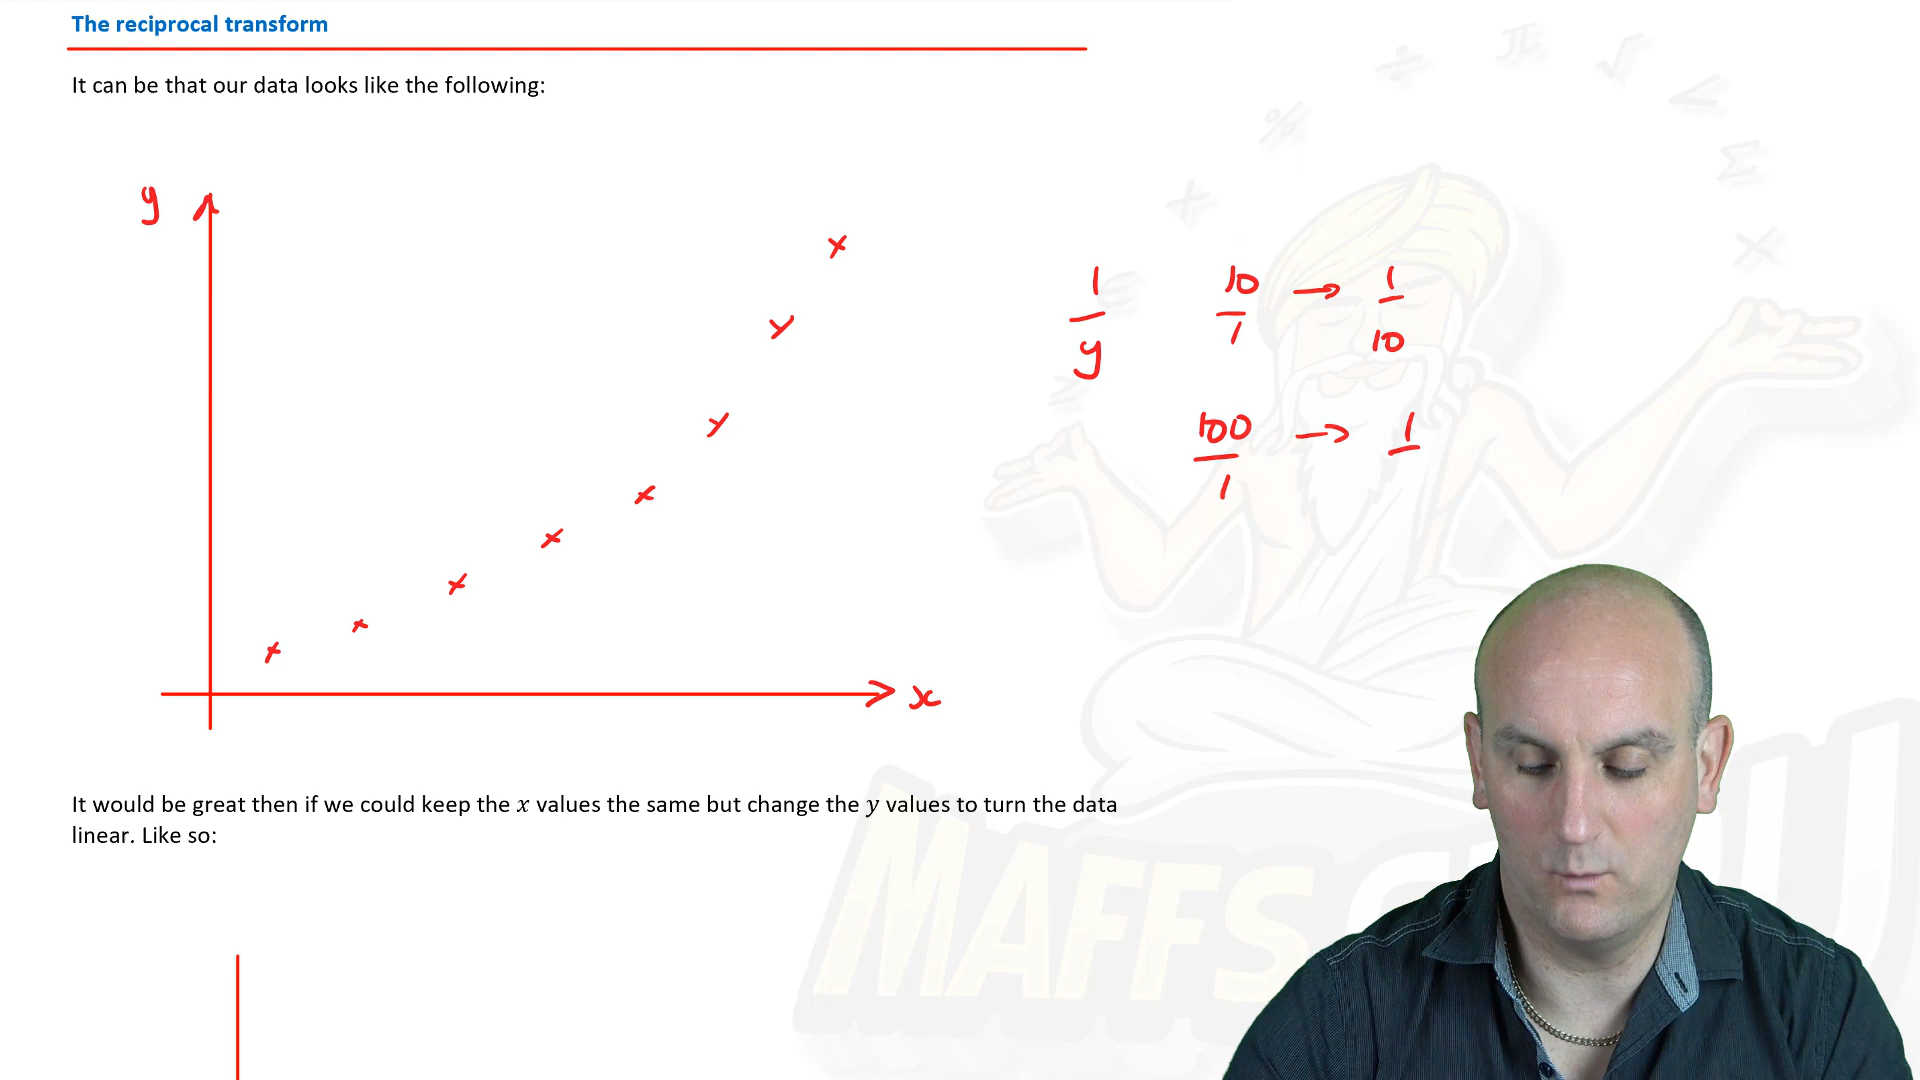 The reciprocal transform
It can be that our data looks like the following:
y
x
1
y
10 → 1
1 10
100 → 1
1
It would be great then if we could keep the x values the same but change the y values to turn the data
linear. Like so:
MAFFS